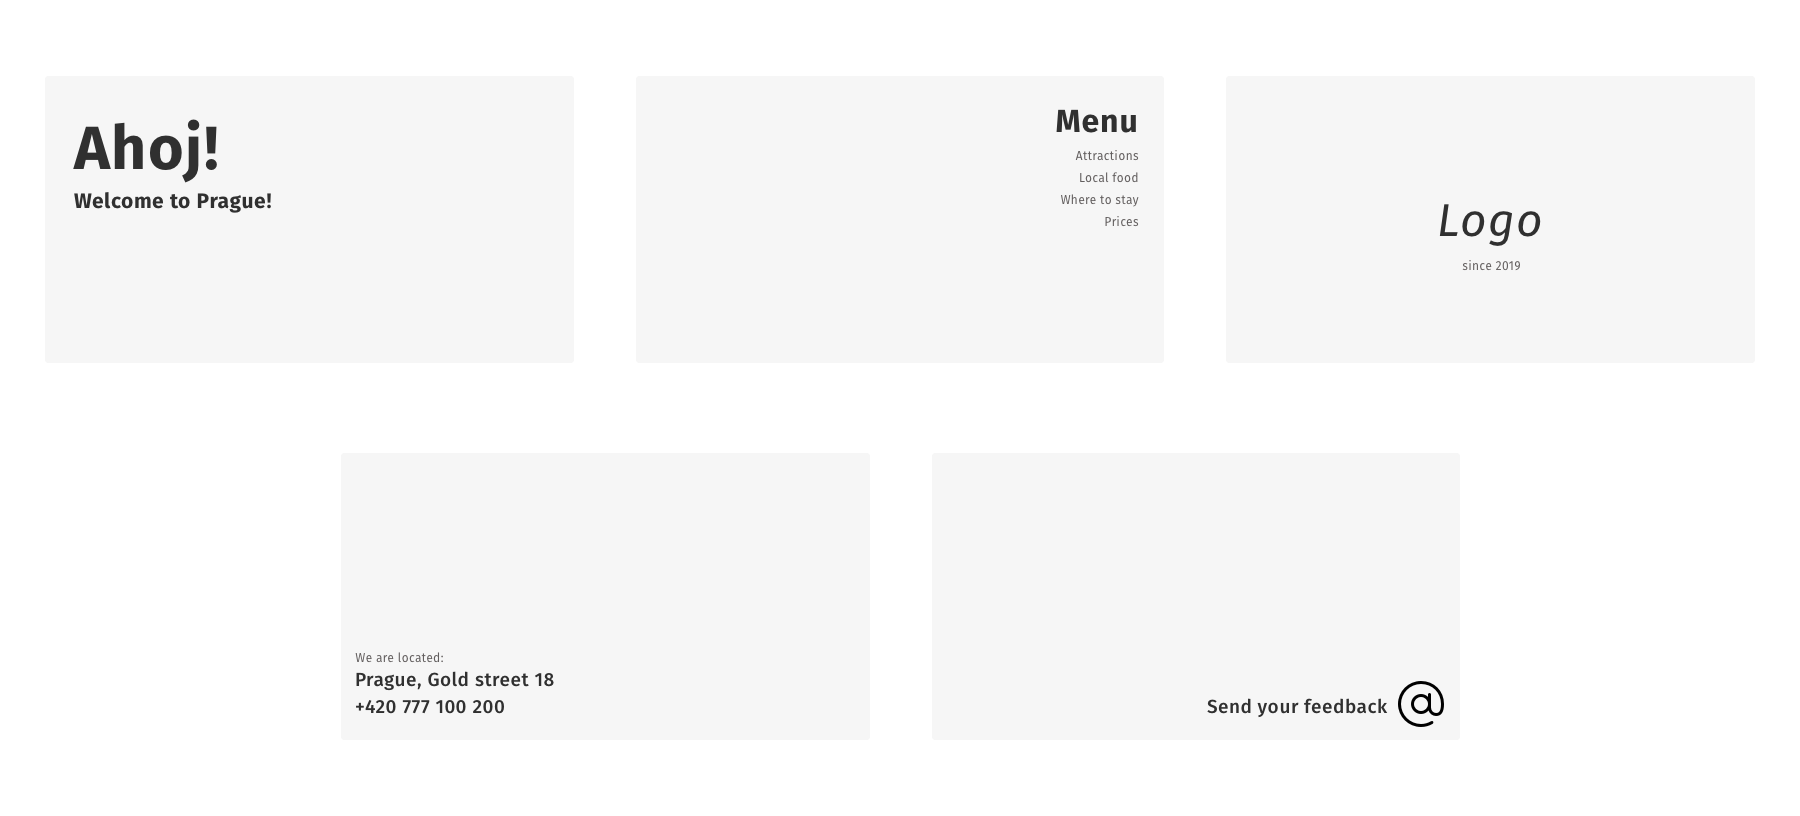 Ahoj!
Welcome to Prague!
Menu
Attractions
Local food
Where to stay
Prices
Logo
since 2019
We are located:
Prague, Gold street 18
+420 777 100 200
Send your feedback @